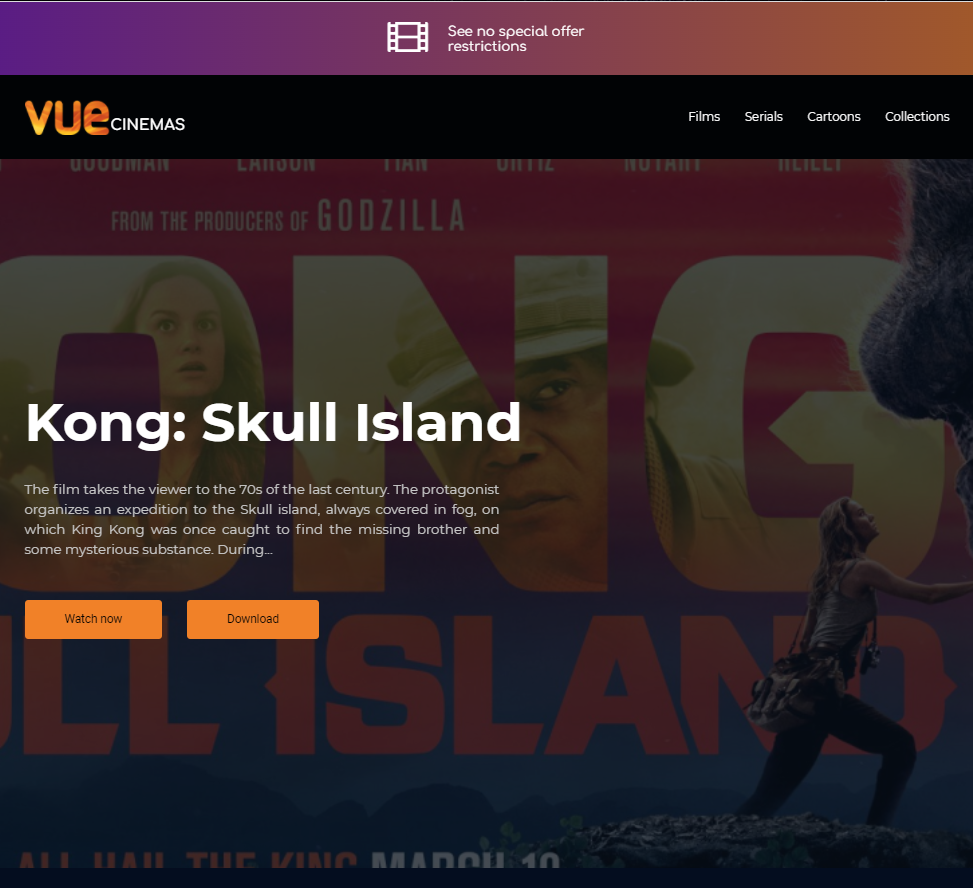 See no special offer
restrictions
vue CINEMAS
Films Serials Cartoons Collections
GOODMAN LARSON TIAN ORTIZ NOTARY REILLY
FROM THE PRODUCERS OF GODZILLA
ONG
Kong: Skull Island
The film takes the viewer to the 70s of the last century. The protagonist
organizes an expedition to the Skull island, always covered in fog, on
which King Kong was once caught to find the missing brother and
some mysterious substance. During...
Watch now Download
ULL ISLAND
ALL HAIL THE KING MARCH 10